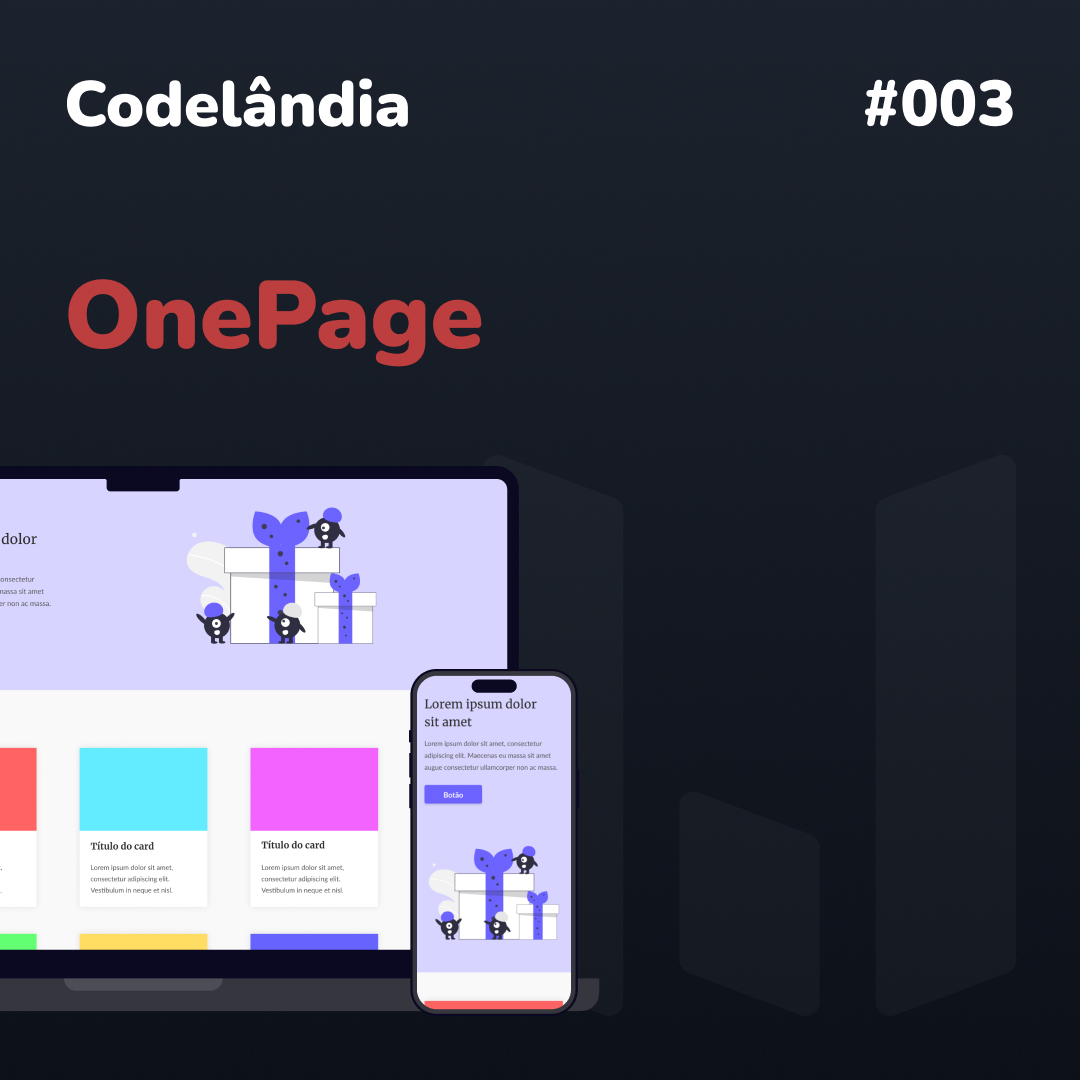 Codelândia
#003
OnePage
dolor
onsectetur
massa sit amet
er non ac massa.
Título do card
Lorem ipsum dolor sit amet,
consectetur adipiscing elit.
Vestibulum in neque et nisl.
Título do card
Lorem ipsum dolor sit amet,
consectetur adipiscing elit.
Vestibulum in neque et nisl.
Lorem ipsum dolor
sit amet
Lorem ipsum dolor sit amet, consectetur
adipiscing elit. Maecenas eu massa sit amet
augue consectetur ullamcorper non ac massa.
Botão